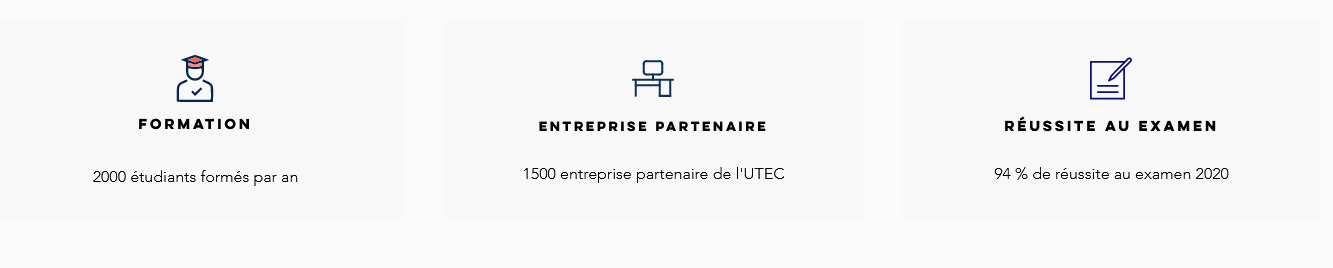 FORMATION
2000 étudiants formés par an
ENTREPRISE PARTENAIRE
1500 entreprise partenaire de l'UTEC
RÉUSSITE AU EXAMEN
94 % de réussite au examen 2020